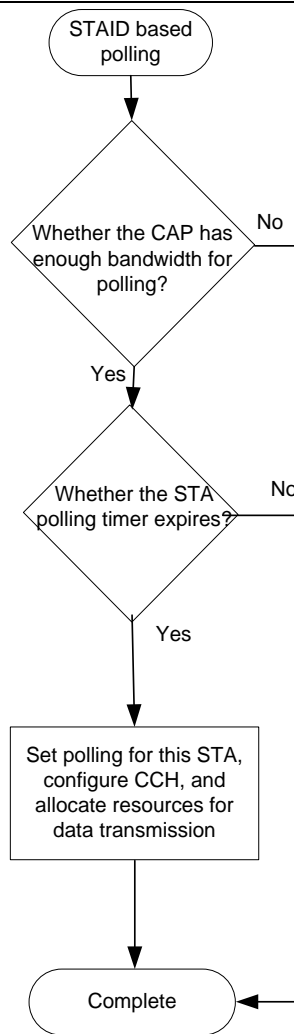 STAID based
polling
Whether the CAP has
enough bandwidth for
polling?
No
Yes
Whether the STA
polling timer expires?
No
Yes
Set polling for this STA,
configure CCH, and
allocate resources for
data transmission
Complete